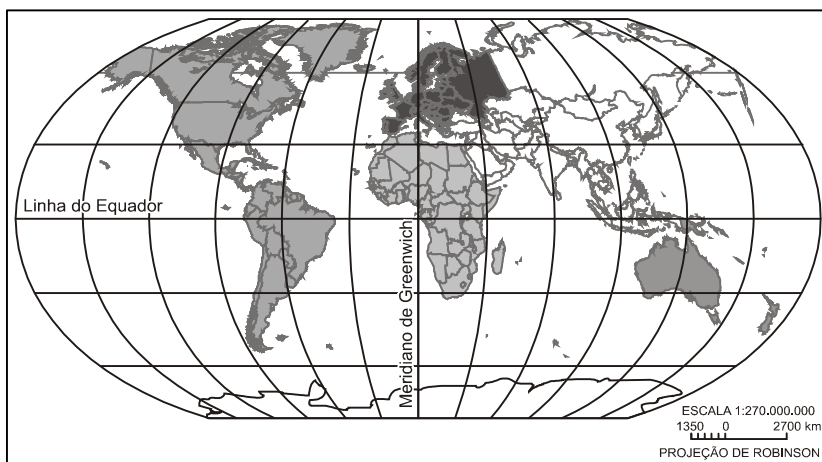 Linha do Equador
Meridiano de Greenwich
ESCALA 1:270.000.000
1350 0 2700 km
PROJEÇÃO DE ROBINSON